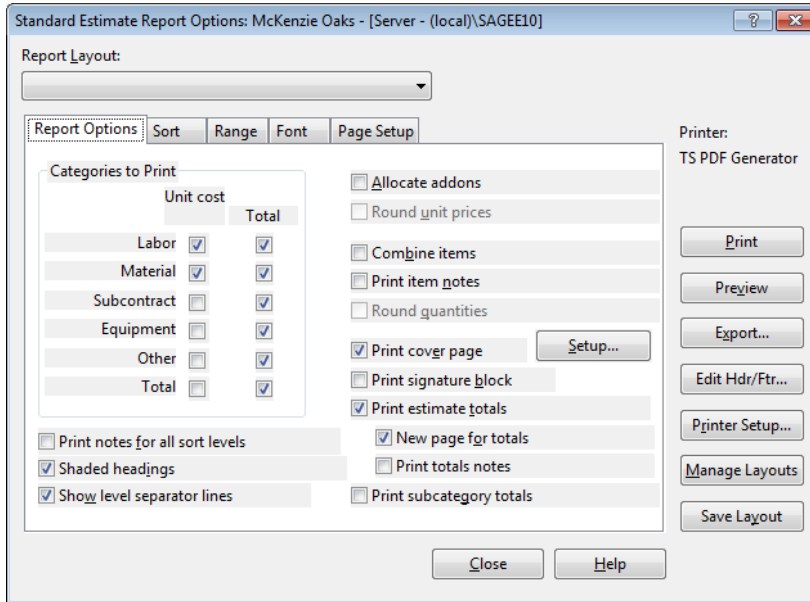 Standard Estimate Report Options: McKenzie Oaks - [Server - (local)\SAGEE10]
Report Layout:
Report Options Sort Range Font Page Setup
Printer:
TS PDF Generator
Categories to Print
Unit cost
Total
Labor
Material
Subcontract
Equipment
Other
Total
Print notes for all sort levels
Shaded headings
Show level separator lines
Allocate addons
Round unit prices
Combine items
Print item notes
Round quantities
Print cover page
Setup...
Print signature block
Print estimate totals
New page for totals
Print totals notes
Print subcategory totals
Print
Preview
Export...
Edit Hdr/Ftr...
Printer Setup...
Manage Layouts
Save Layout
Close Help